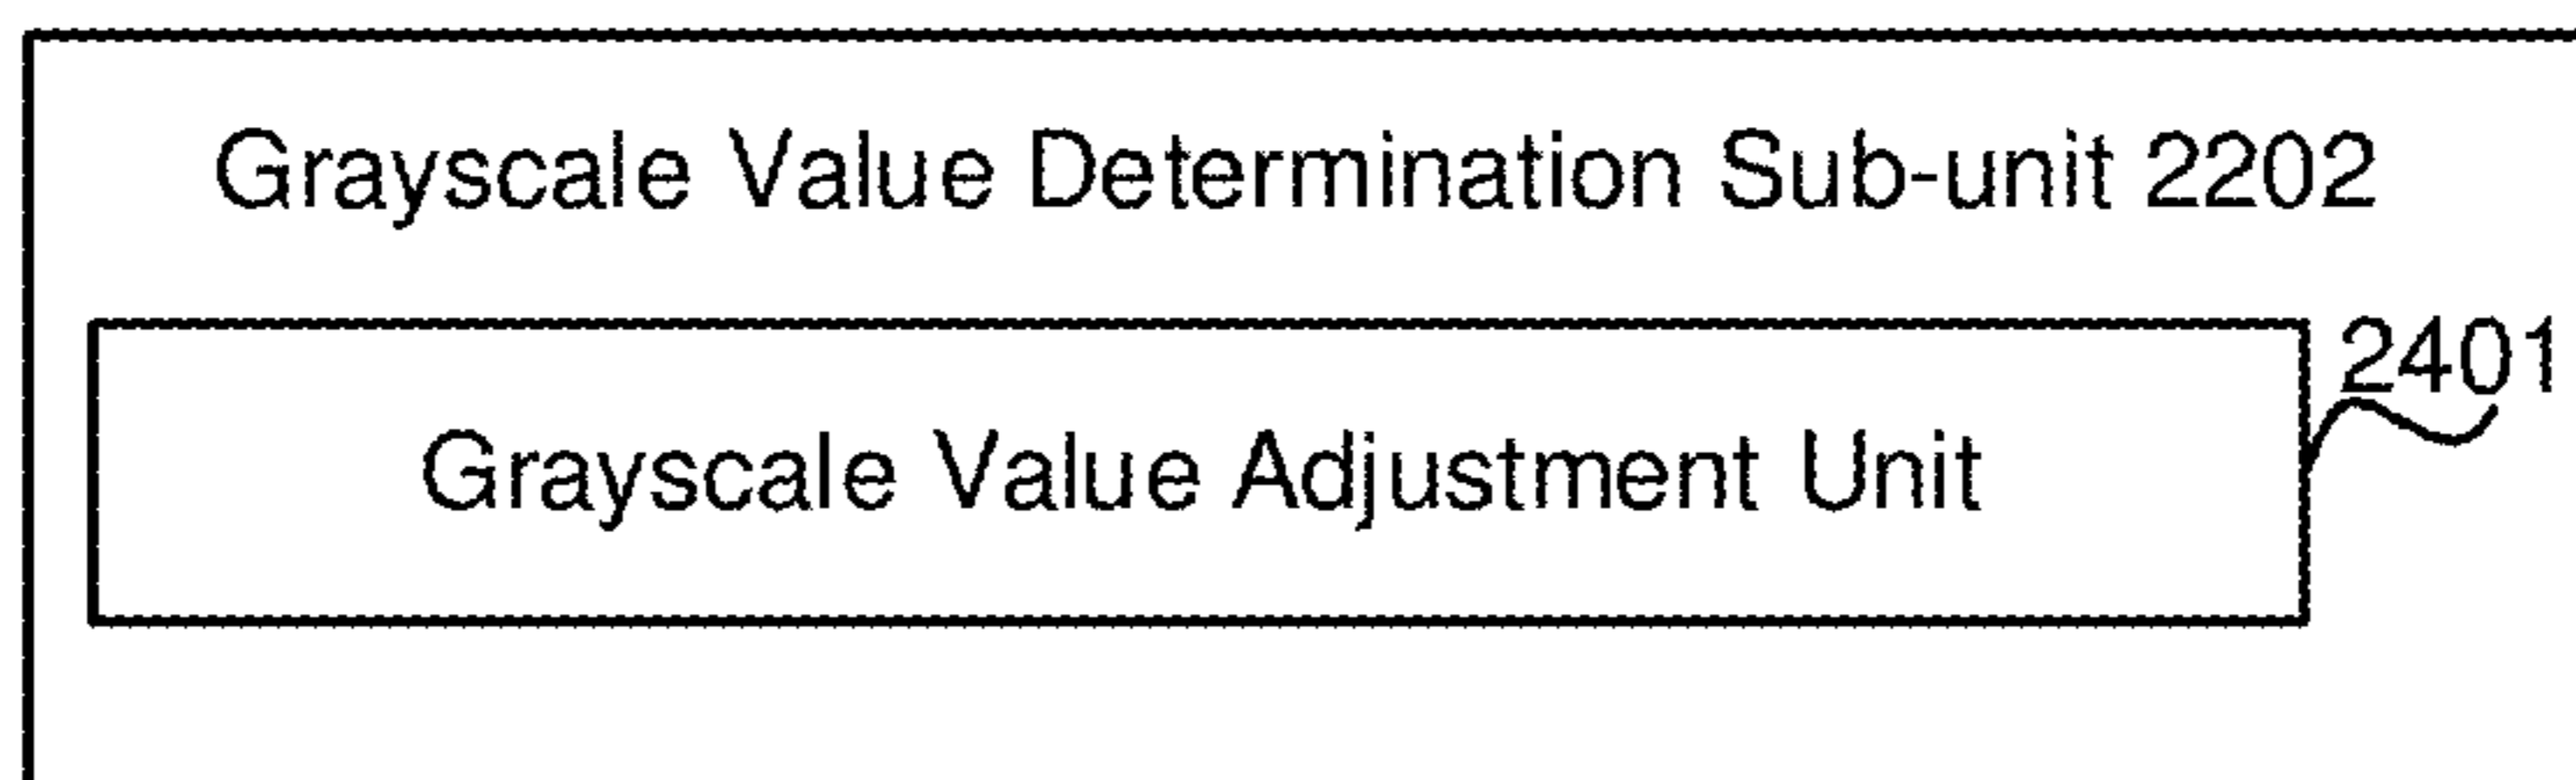 Grayscale Value Determination Sub-unit 2202
2401
Grayscale Value Adjustment Unit